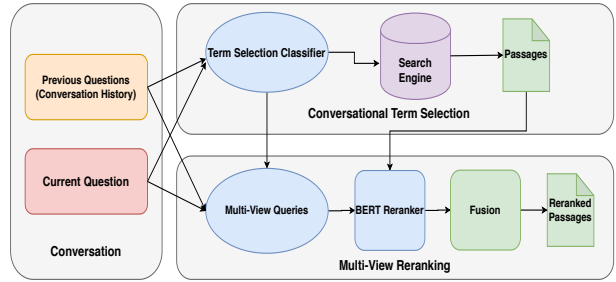 Previous Questions
(Conversation History)
Current Question
Conversation
Term Selection Classifier
Search
Engine
Passages
Conversational Term Selection
Multi-View Queries
BERT Reranker
Fusion
Reranked
Passages
Multi-View Reranking